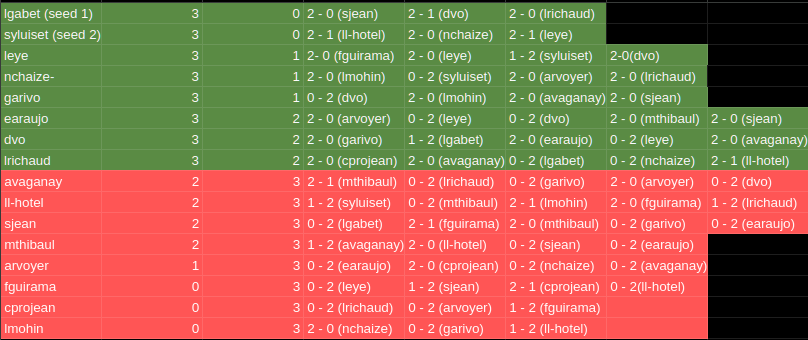 lgabet (seed 1) 3 0 2 - 0 (sjean) 2 - 1 (dvo) 2 - 0 (lrichaud)
syluiset (seed 2) 3 0 2 - 1 (ll-hotel) 2 - 0 (nchaize) 2 - 1 (leye)
leye 3 1 2- 0 (fguirama) 2 - 0 (leye) 1 - 2 (syluiset) 2-0(dvo)
nchaize- 3 1 2 - 0 (lmohin) 0 - 2 (syluiset) 2 - 0 (arvoyer) 2 - 0 (lrichaud)
garivo 3 1 0 - 2 (dvo) 2 - 0 (lmohin) 2 - 0 (avaganay) 2 - 0 (sjean)
earaujo 3 2 2 - 0 (arvoyer) 0 - 2 (leye) 0 - 2 (dvo) 2 - 0 (mthibaul) 2 - 0 (sjean)
dvo 3 2 2 - 0 (garivo) 1 - 2 (lgabet) 2 - 0 (earaujo) 0 - 2 (leye) 2 - 0 (avaganay)
lrichaud 3 2 2 - 0 (cprojean) 2 - 0 (avaganay) 0 - 2 (lgabet) 0 - 2 (nchaize) 2 - 1 (ll-hotel)
avaganay 2 3 2 - 1 (mthibaul) 0 - 2 (lrichaud) 0 - 2 (garivo) 2 - 0 (arvoyer) 0 - 2 (dvo)
ll-hotel 2 3 1 - 2 (syluiset) 0 - 2 (mthibaul) 2 - 1 (lmohin) 2 - 0 (fguirama) 1 - 2 (lrichaud)
sjean 2 3 0 - 2 (lgabet) 2 - 1 (fguirama) 2 - 0 (mthibaul) 0 - 2 (garivo) 0 - 2 (earaujo)
mthibaul 2 3 1 - 2 (avaganay) 2 - 0 (ll-hotel) 0 - 2 (sjean) 0 - 2 (earaujo)
arvoyer 1 3 0 - 2 (earaujo) 2 - 0 (cprojean) 0 - 2 (nchaize) 0 - 2 (avaganay)
fguirama 0 3 0 - 2 (leye) 1 - 2 (sjean) 2 - 1 (cprojean) 0 - 2(ll-hotel)
cprojean 0 3 0 - 2 (lrichaud) 0 - 2 (arvoyer) 1 - 2 (fguirama)
lmohin 0 3 2 - 0 (nchaize) 0 - 2 (garivo) 1 - 2 (ll-hotel)